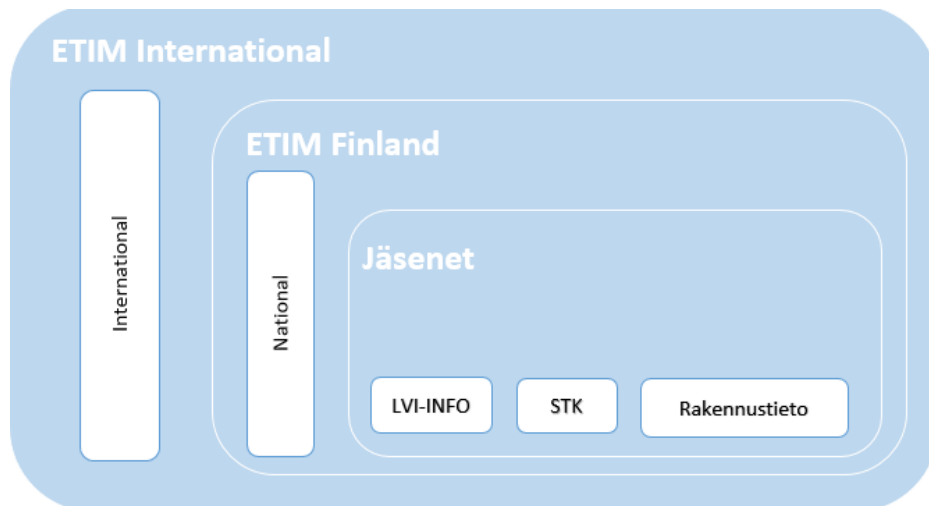 ETIM International
International
ETIM Finland
National
Jäsenet
LVI-INFO
STK
Rakennustieto